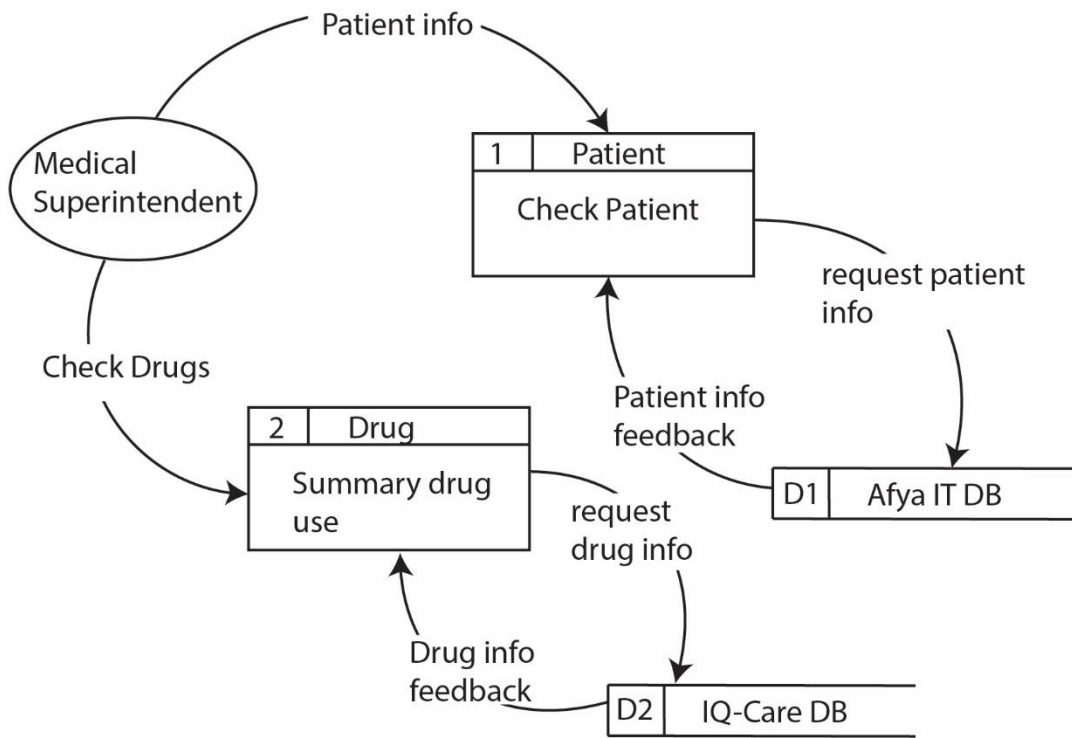 Patient info
Medical
Superintendent
1 Patient
Check Patient
request patient
info
Check Drugs
Patient info
feedback
2 Drug
Summary drug
use
D1 Afya IT DB
request
drug info
Drug info
feedback
D2 IQ-Care DB